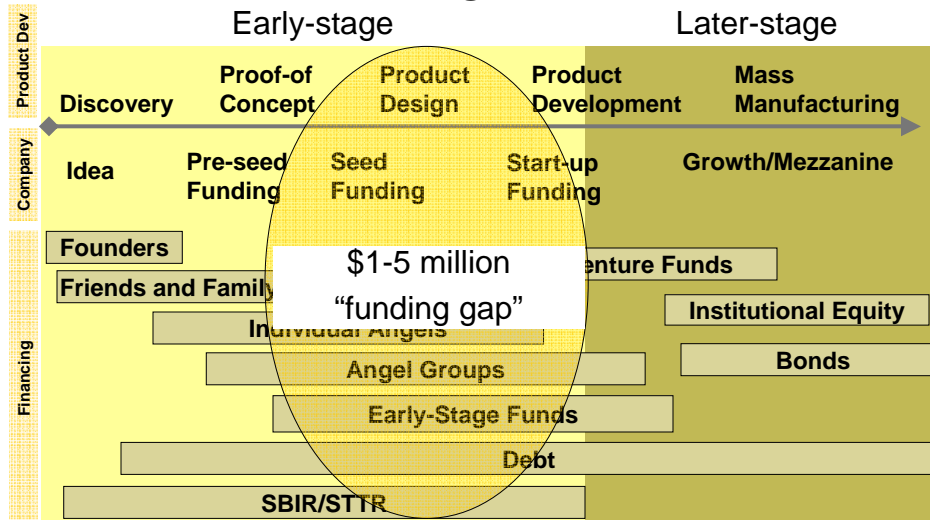 Early-stage
Later-stage
Product Dev
Discovery
Proof-of
Concept
Product
Design
Product
Development
Mass
Manufacturing
Company
Idea
Pre-seed
Funding
Seed
Funding
Start-up
Funding
Growth/Mezzanine
Financing
Founders
Friends and Family
$1-5 million
“funding gap”
enture Funds
Institutional Equity
Individual Angels
Bonds
Angel Groups
Early-Stage Funds
Debt
SBIR/STTR